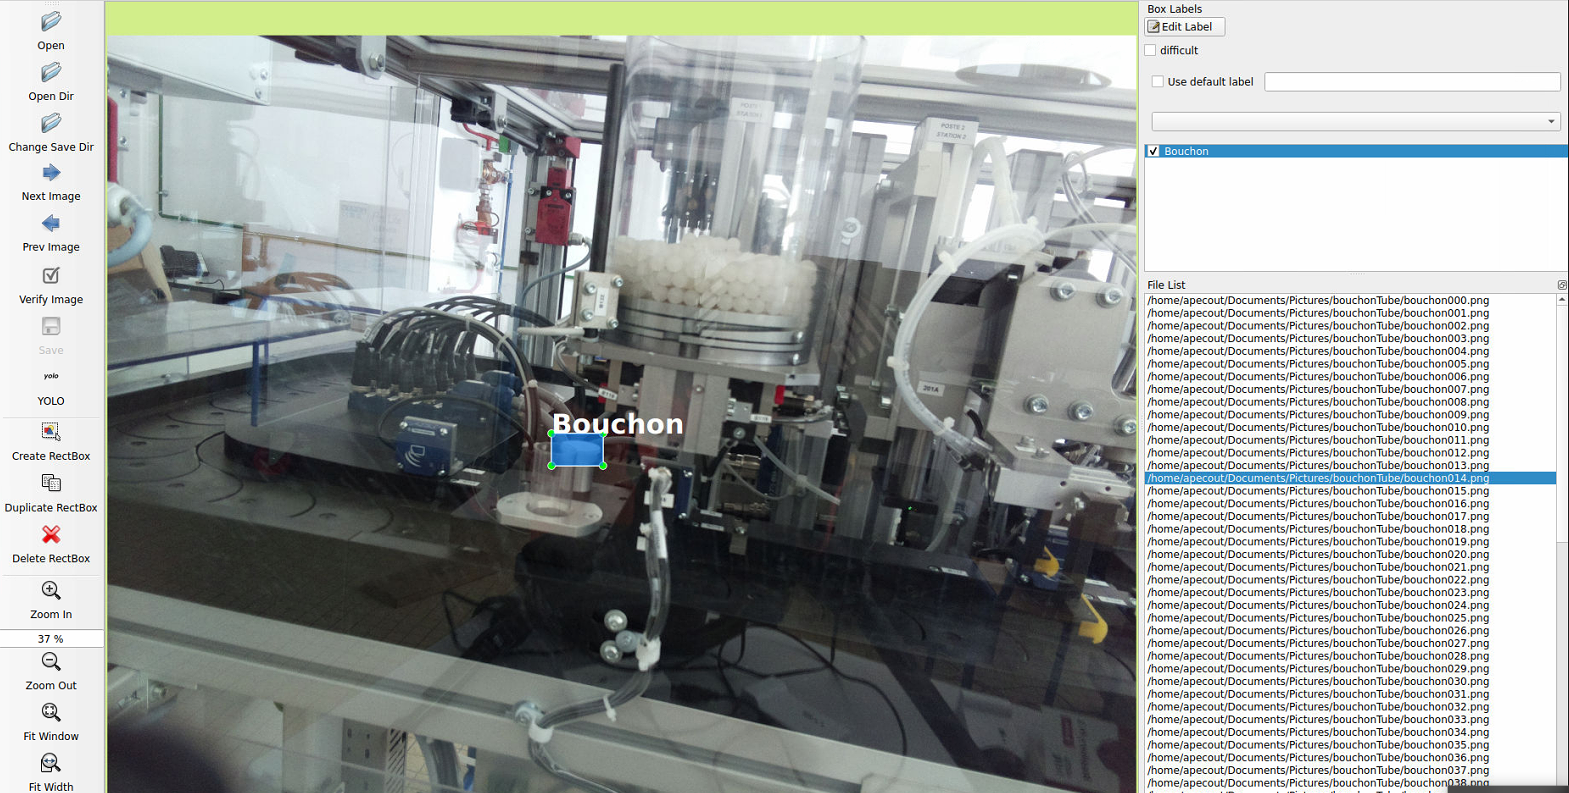 Open
Open Dir
Change Save Dir
Next Image
Prev Image
Verify Image
Save
yolo
YOLO
Create RectBox
Duplicate RectBox
Delete RectBox
Zoom In
37 %
Zoom Out
Fit Window
Fit Width
POSTE 2
STATION 2
201A
Bouchon
Box Labels
Edit Label
difficult
Use default label
Bouchon
File List
/home/apecout/Documents/Pictures/bouchonTube/bouchon000.png
/home/apecout/Documents/Pictures/bouchonTube/bouchon001.png
/home/apecout/Documents/Pictures/bouchonTube/bouchon002.png
/home/apecout/Documents/Pictures/bouchonTube/bouchon003.png
/home/apecout/Documents/Pictures/bouchonTube/bouchon004.png
/home/apecout/Documents/Pictures/bouchonTube/bouchon005.png
/home/apecout/Documents/Pictures/bouchonTube/bouchon006.png
/home/apecout/Documents/Pictures/bouchonTube/bouchon007.png
/home/apecout/Documents/Pictures/bouchonTube/bouchon008.png
/home/apecout/Documents/Pictures/bouchonTube/bouchon009.png
/home/apecout/Documents/Pictures/bouchonTube/bouchon010.png
/home/apecout/Documents/Pictures/bouchonTube/bouchon011.png
/home/apecout/Documents/Pictures/bouchonTube/bouchon012.png
/home/apecout/Documents/Pictures/bouchonTube/bouchon013.png
/home/apecout/Documents/Pictures/bouchonTube/bouchon014.png
/home/apecout/Documents/Pictures/bouchonTube/bouchon015.png
/home/apecout/Documents/Pictures/bouchonTube/bouchon016.png
/home/apecout/Documents/Pictures/bouchonTube/bouchon017.png
/home/apecout/Documents/Pictures/bouchonTube/bouchon018.png
/home/apecout/Documents/Pictures/bouchonTube/bouchon019.png
/home/apecout/Documents/Pictures/bouchonTube/bouchon020.png
/home/apecout/Documents/Pictures/bouchonTube/bouchon021.png
/home/apecout/Documents/Pictures/bouchonTube/bouchon022.png
/home/apecout/Documents/Pictures/bouchonTube/bouchon023.png
/home/apecout/Documents/Pictures/bouchonTube/bouchon024.png
/home/apecout/Documents/Pictures/bouchonTube/bouchon025.png
/home/apecout/Documents/Pictures/bouchonTube/bouchon026.png
/home/apecout/Documents/Pictures/bouchonTube/bouchon027.png
/home/apecout/Documents/Pictures/bouchonTube/bouchon028.png
/home/apecout/Documents/Pictures/bouchonTube/bouchon029.png
/home/apecout/Documents/Pictures/bouchonTube/bouchon030.png
/home/apecout/Documents/Pictures/bouchonTube/bouchon031.png
/home/apecout/Documents/Pictures/bouchonTube/bouchon032.png
/home/apecout/Documents/Pictures/bouchonTube/bouchon033.png
/home/apecout/Documents/Pictures/bouchonTube/bouchon034.png
/home/apecout/Documents/Pictures/bouchonTube/bouchon035.png
/home/apecout/Documents/Pictures/bouchonTube/bouchon036.png
/home/apecout/Documents/Pictures/bouchonTube/bouchon037.png
/home/apecout/Documents/Pictures/bouchonTube/bouchon038.png